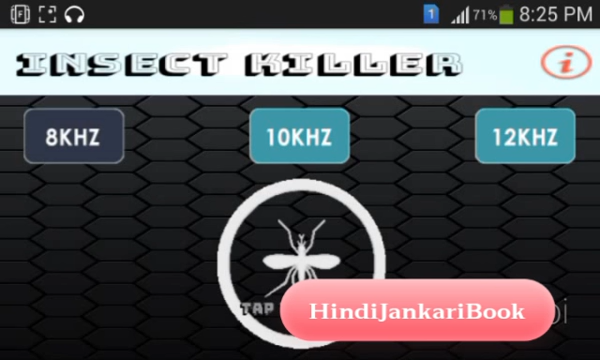 71% 8:25 PM
INSECT KILLER i
8KHZ 10KHZ 12KHZ
TAP
HindiJankariBook